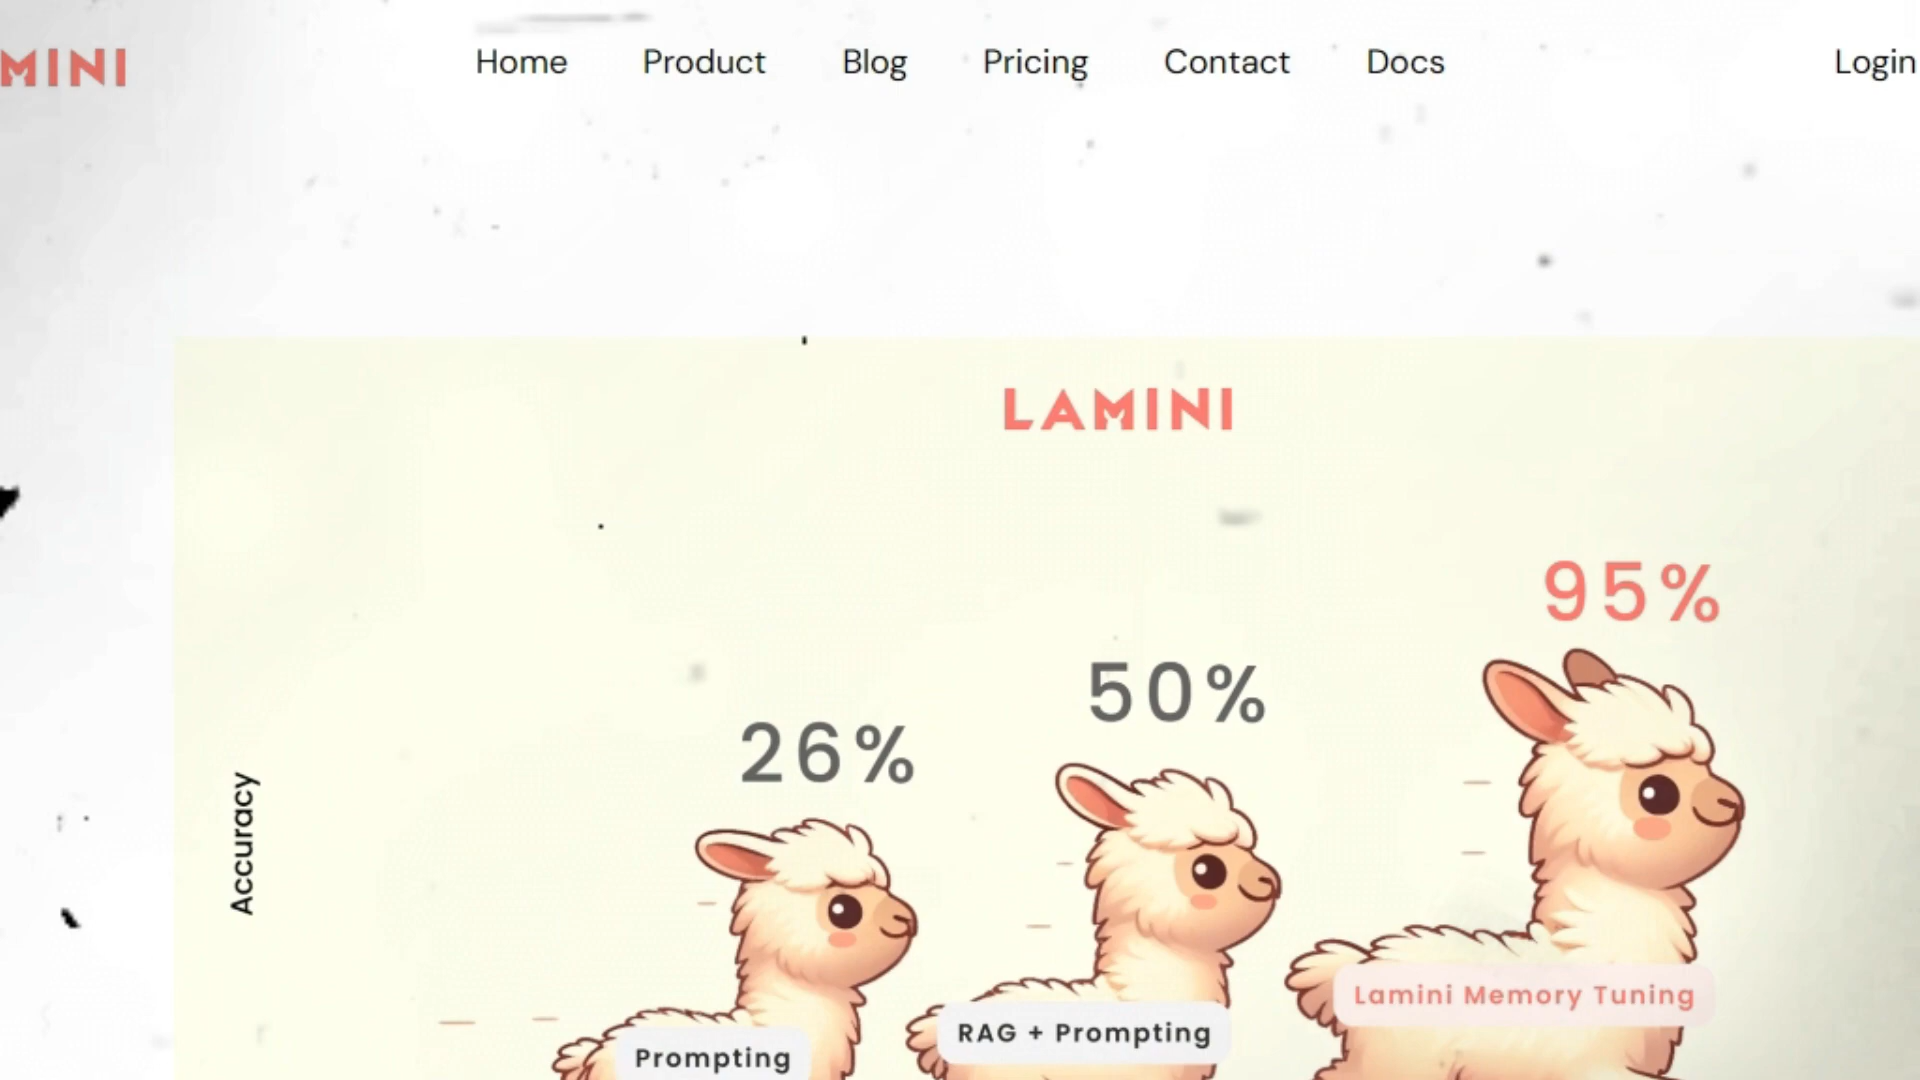 MINI
Home Product Blog Pricing Contact Docs Login
LAMINI
95%
50%
26%
Accuracy
Lamini Memory Tuning
RAG + Prompting
Prompting